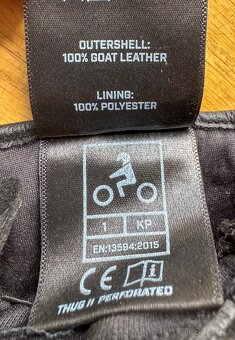 OUTERSHELL:
100% GOAT LEATHER
LINING:
100% POLYESTER
1 KP
EN:13594:2015
CE
THUG II PERFORATED